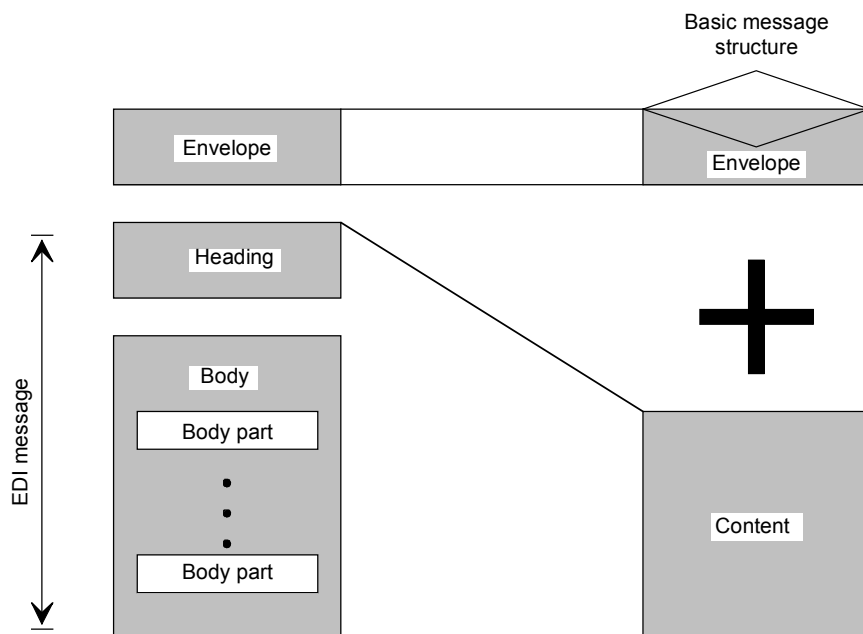 Basic message
structure
Envelope
Envelope
Heading
EDI message
Body
Body part
Body part
Content